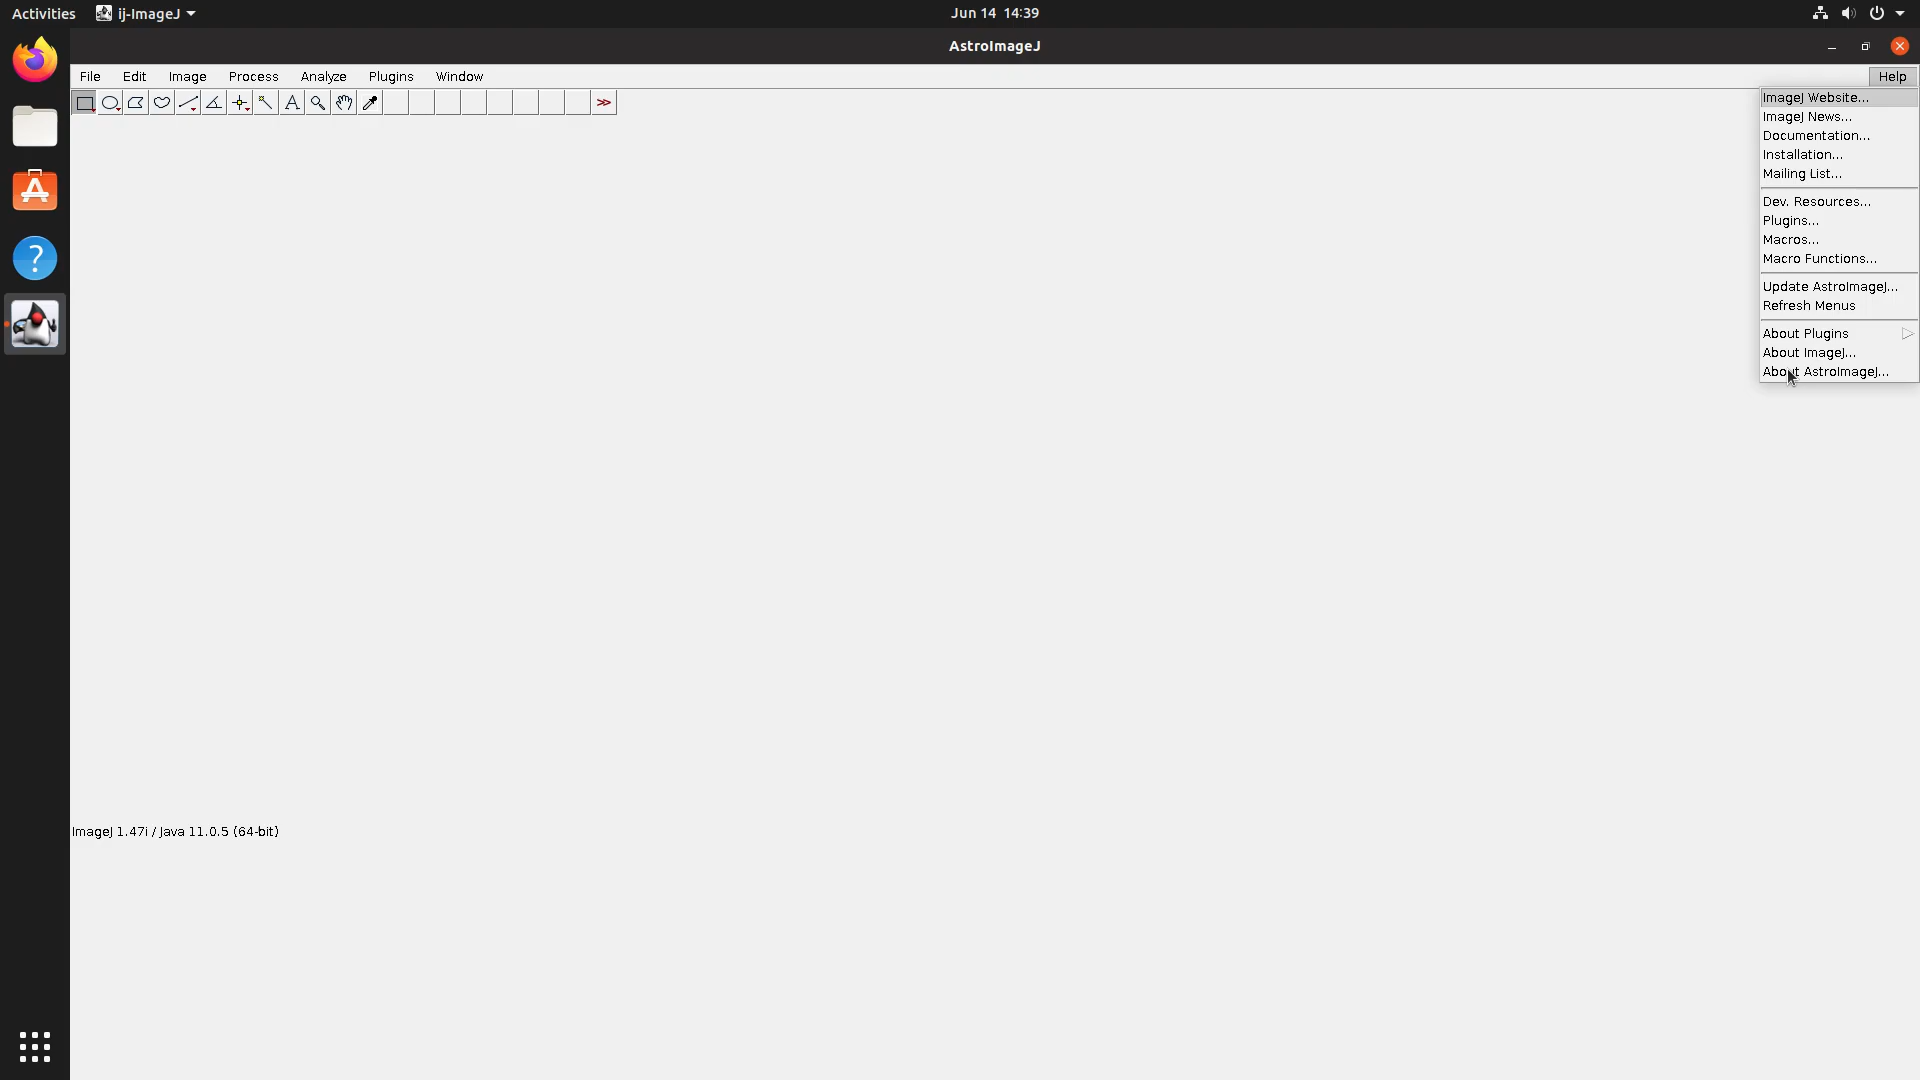 Activities ij-ImageJ Jun 14 14:39
AstroImageJ
File Edit Image Process Analyze Plugins Window Help
A >>
ImageJ Website...
ImageJ News...
Documentation...
Installation...
Mailing List...
Dev. Resources...
Plugins...
Macros...
Macro Functions...
Update AstroImageJ...
Refresh Menus
About Plugins
About ImageJ...
About AstroImageJ...
ImageJ 1.47i / Java 11.0.5 (64-bit)